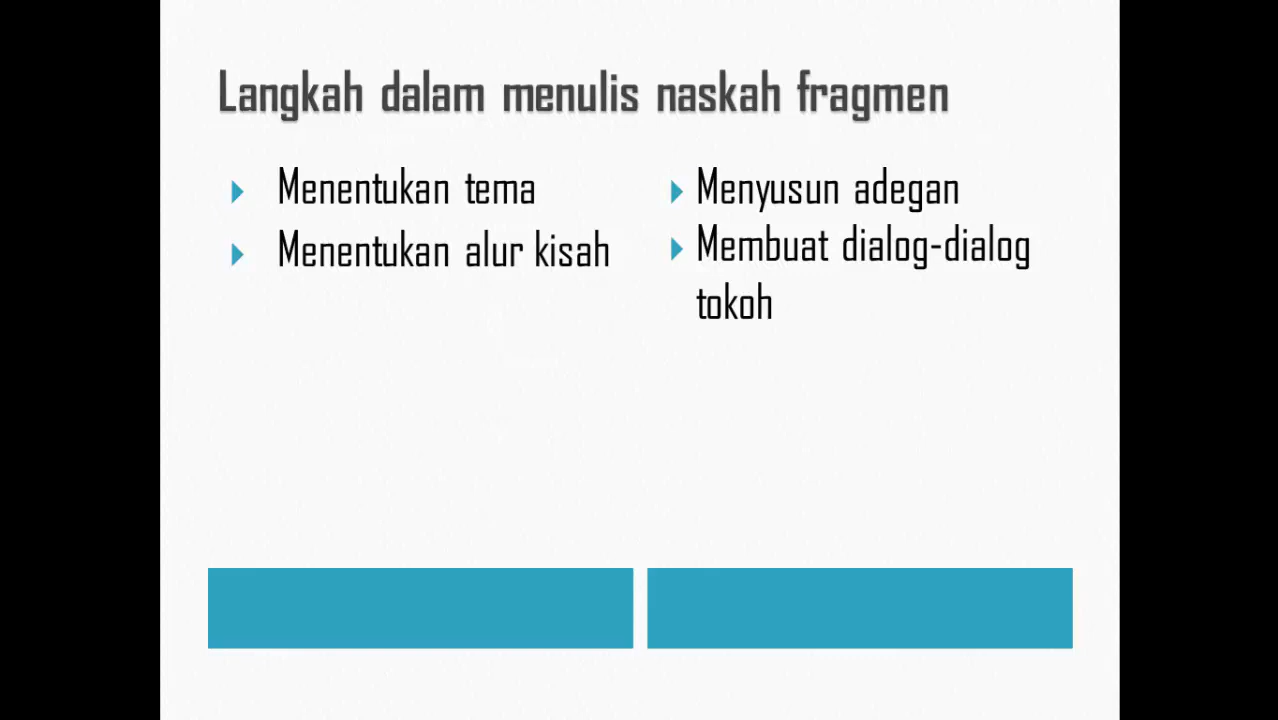 Langkah dalam menulis naskah fragmen
Menentukan tema
Menentukan alur kisah
Menyusun adegan
Membuat dialog-dialog
tokoh